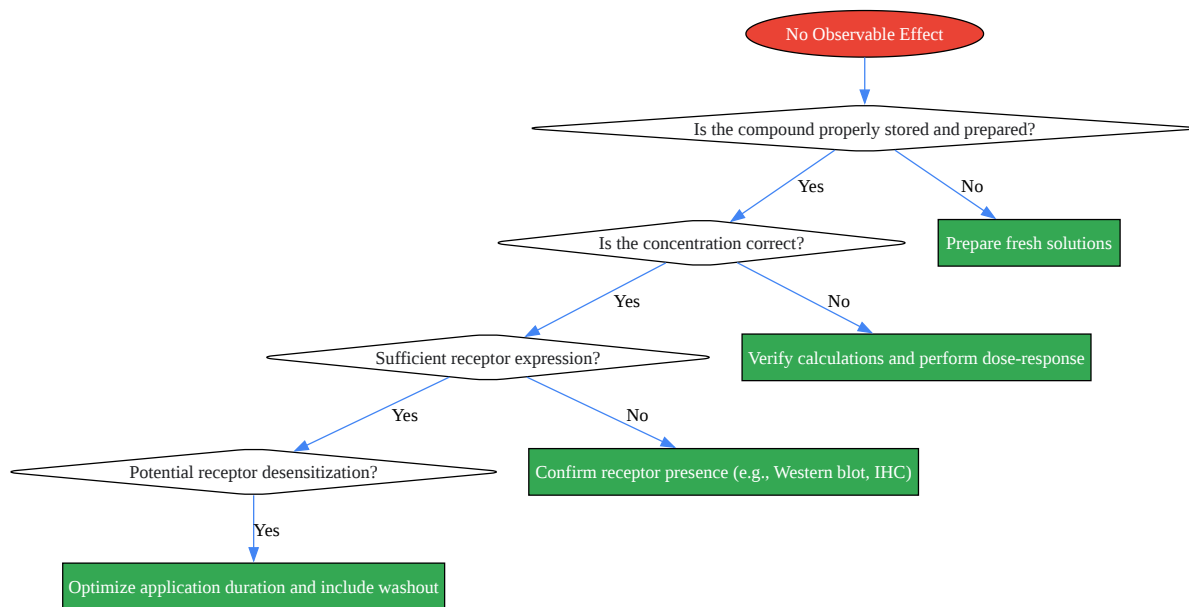 No Observable Effect
Is the compound properly stored and prepared?
Yes
No
Is the concentration correct?
Prepare fresh solutions
Yes
No
Sufficient receptor expression?
Verify calculations and perform dose-response
Yes
No
Potential receptor desensitization?
Confirm receptor presence (e.g., Western blot, IHC)
Yes
Optimize application duration and include washout